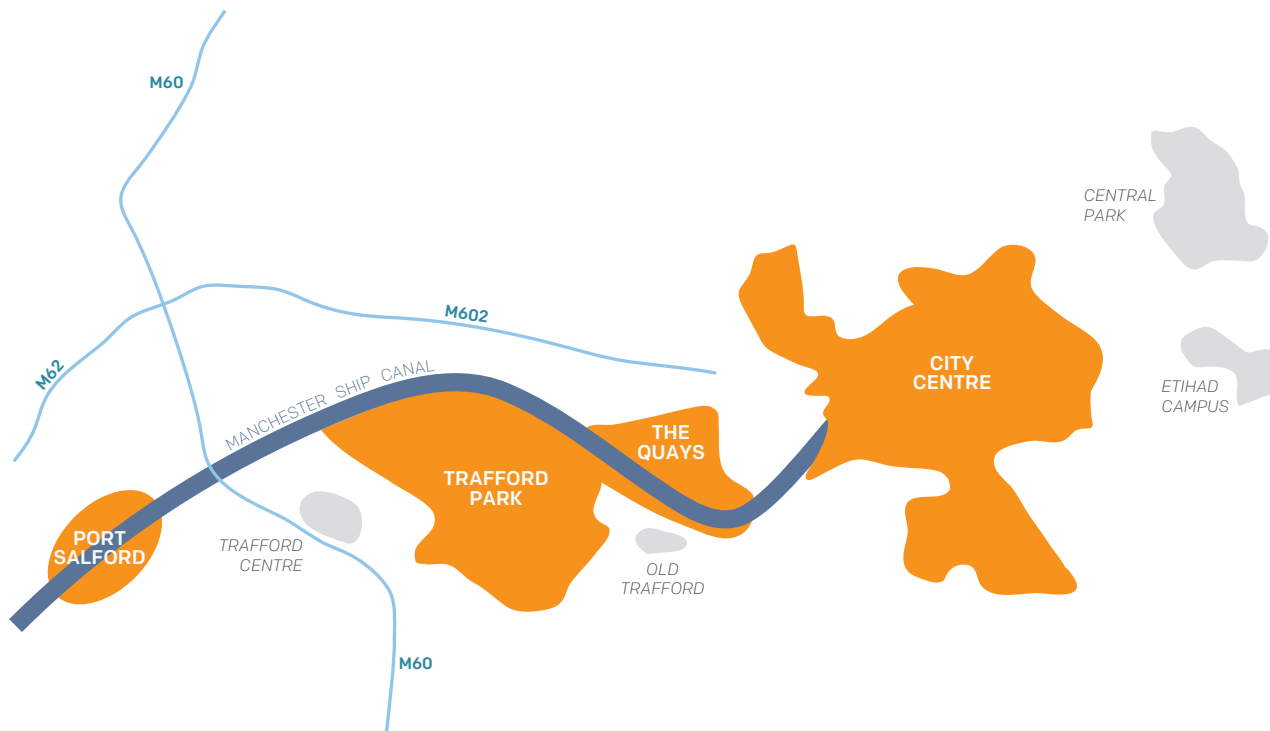 M60
CENTRAL
PARK
M602
M62
MANCHESTER SHIP CANAL
CITY
CENTRE
ETIHAD
CAMPUS
THE
QUAYS
TRAFFORD
PARK
PORT
SALFORD
TRAFFORD
CENTRE
OLD
TRAFFORD
M60